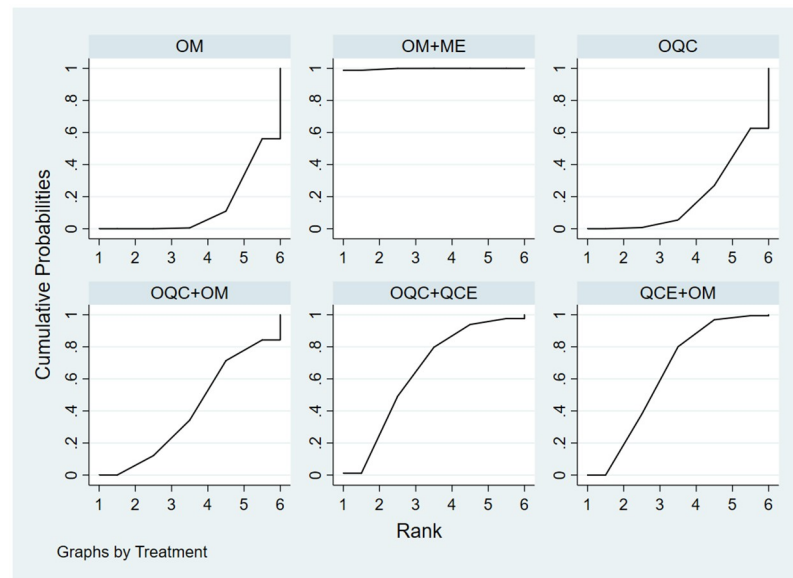 OM
OM+ME
OQC
0 .2 .4 .6 .8 1
0 .2 .4 .6 .8 1
0 .2 .4 .6 .8 1
1 2 3 4 5 6
1 2 3 4 5 6
1 2 3 4 5 6
OQC+OM
OQC+QCE
QCE+OM
0 .2 .4 .6 .8 1
0 .2 .4 .6 .8 1
0 .2 .4 .6 .8 1
1 2 3 4 5 6
1 2 3 4 5 6
1 2 3 4 5 6
Cumulative Probabilities
Rank
Graphs by Treatment